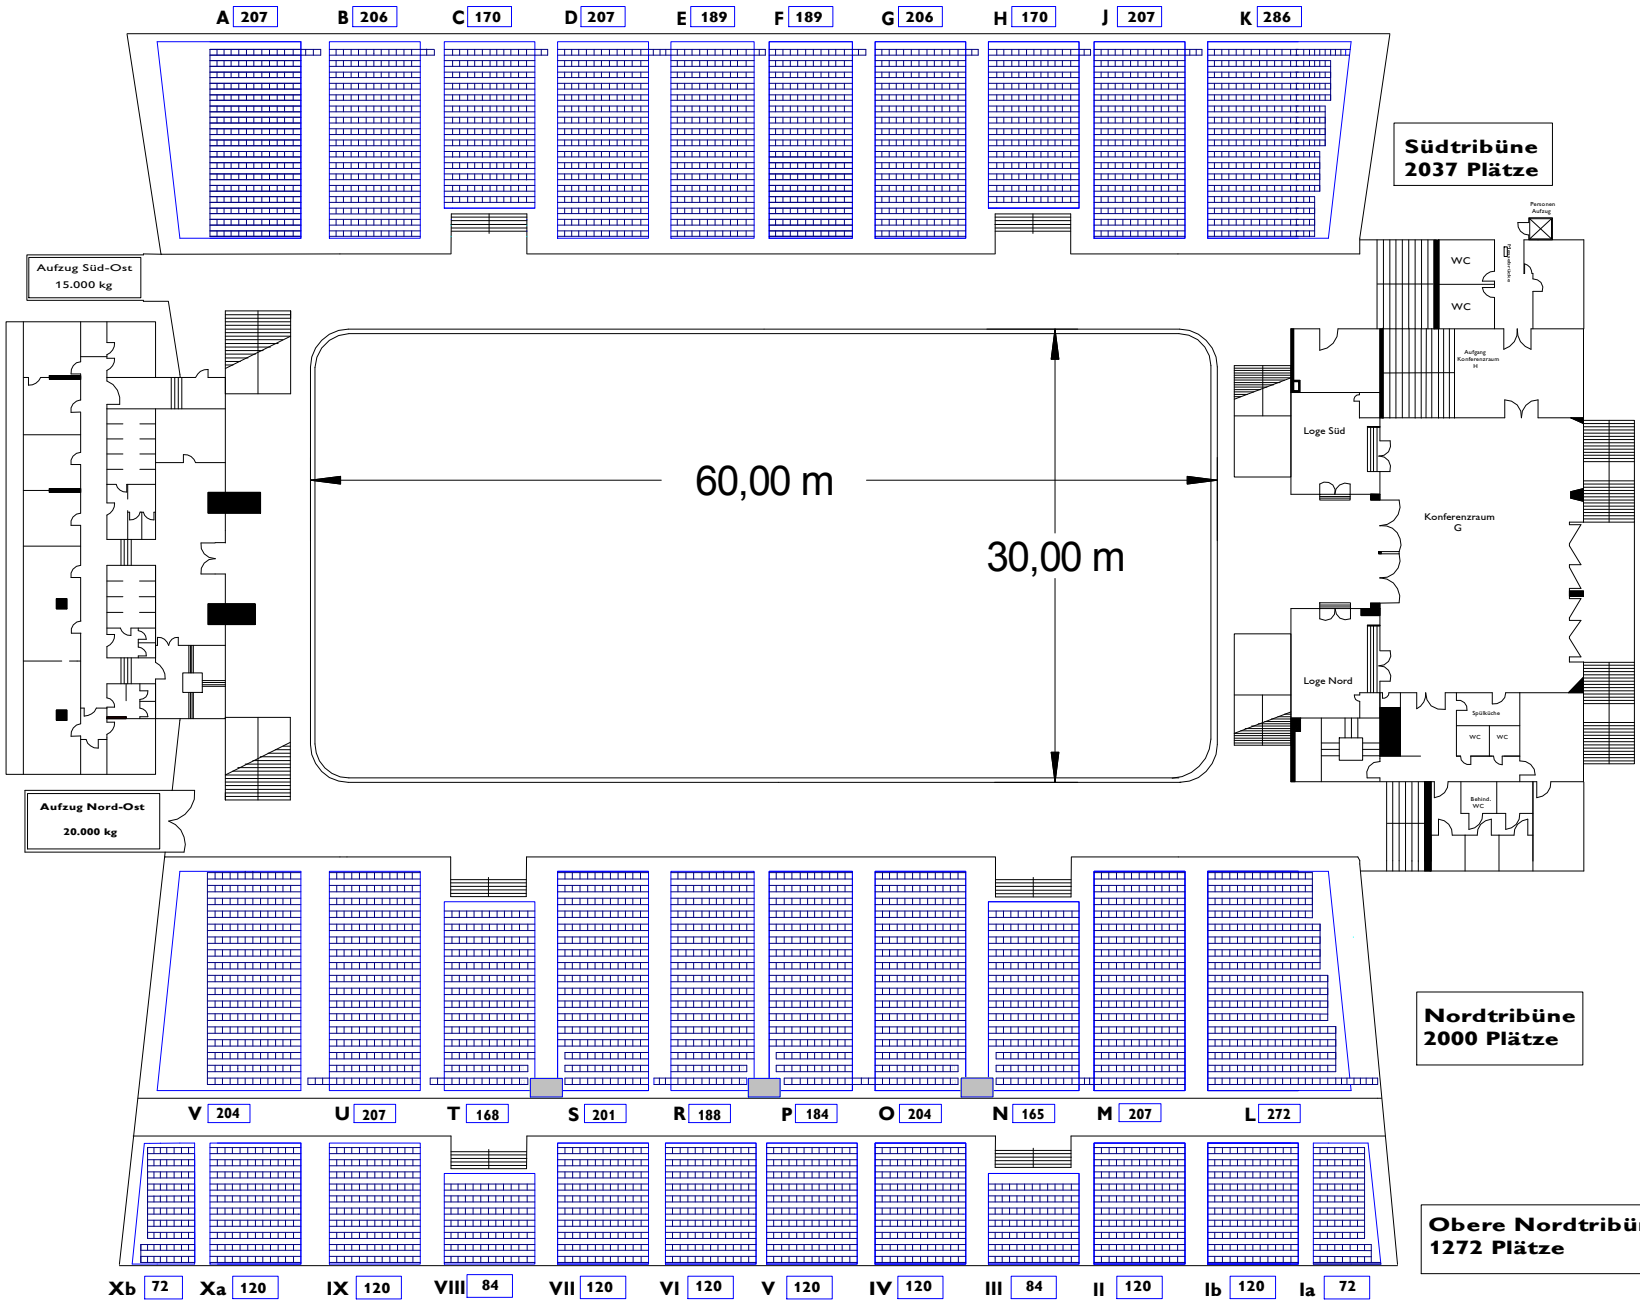 A 207 B 206 C 170 D 207 E 189 F 189 G 206 H 170 J 207 K 286
Südtribüne
2037 Plätze
Personen
Aufzug
Aufzug Süd-Ost
15.000 kg
WC
WC
Aufgang
Konferenzraum
H
Loge Süd
60,00 m
Konferenzraum
G
30,00 m
Loge Nord
Spülküche
WC WC
Aufzug Nord-Ost
20.000 kg
Behind.
WC
Nordtribüne
2000 Plätze
V 204 U 207 T 168 S 201 R 188 P 184 O 204 N 165 M 207 L 272
Obere Nordtribü
1272 Plätze
Xb 72 Xa 120 IX 120 VIII 84 VII 120 VI 120 V 120 IV 120 III 84 II 120 Ib 120 Ia 72